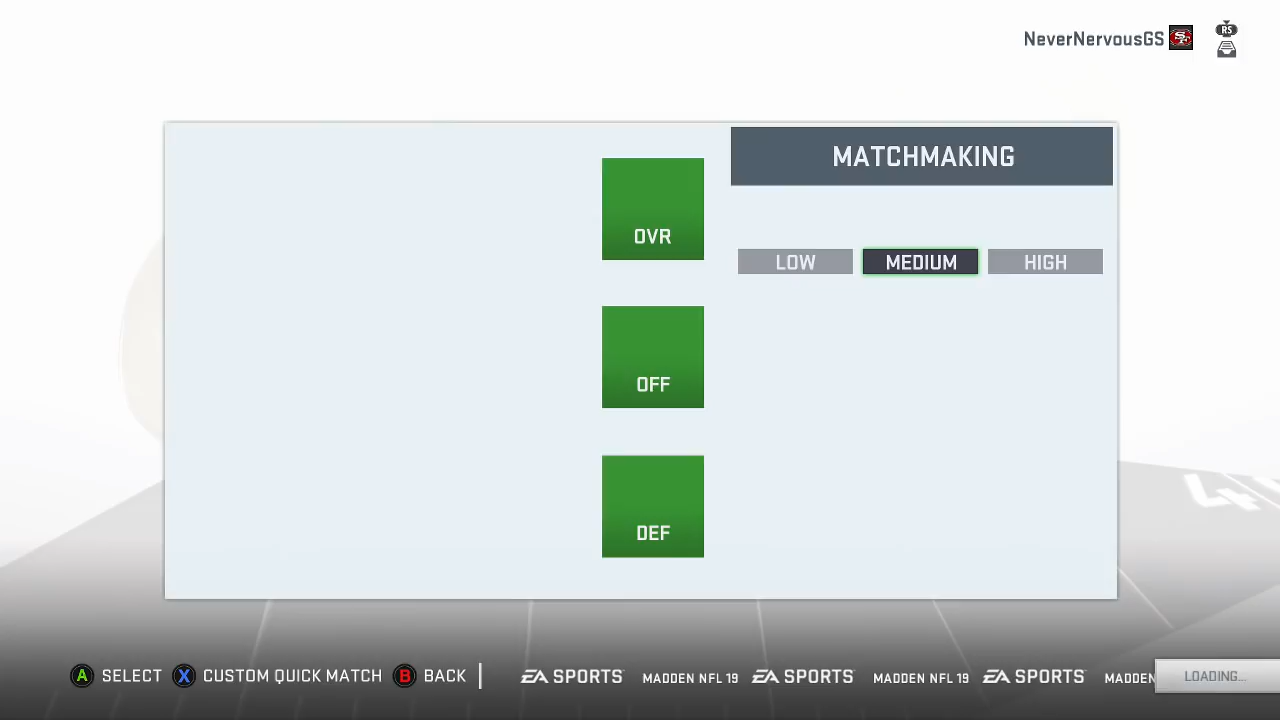 NeverNervousGS
RS
MATCHMAKING
OVR
LOW MEDIUM HIGH
OFF
DEF
A SELECT X CUSTOM QUICK MATCH B BACK
EA SPORTS MADDEN NFL 19 EA SPORTS MADDEN NFL 19 EA SPORTS MADDEN
LOADING...